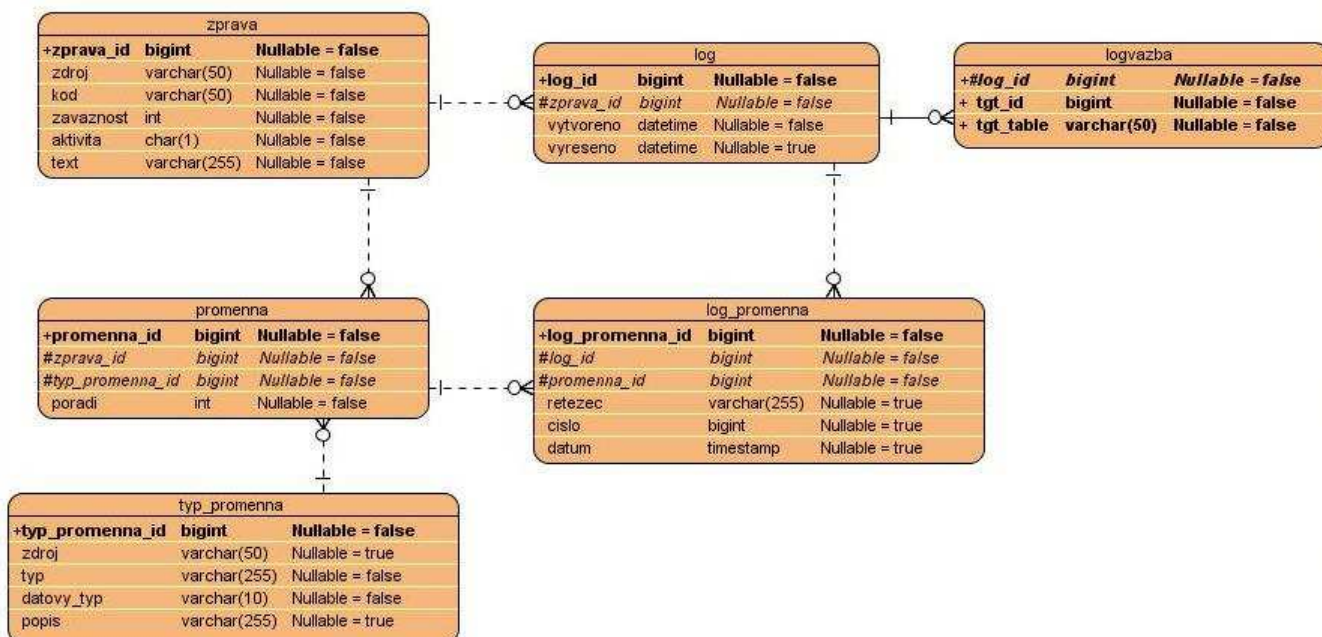 zprava
+zprava_id bigint Nullable = false
zdroj varchar(50) Nullable = false
kod varchar(50) Nullable = false
zavaznost int Nullable = false
aktivita char(1) Nullable = false
text varchar(255) Nullable = false
log
+log_id bigint Nullable = false
#zprava_id bigint Nullable = false
vytvoreno datetime Nullable = false
vyreseno datetime Nullable = true
logvazba
+#log_id bigint Nullable = false
+ tgt_id bigint Nullable = false
+ tgt_table varchar(50) Nullable = false
promenna
+promenna_id bigint Nullable = false
#zprava_id bigint Nullable = false
#typ_promenna_id bigint Nullable = false
poradi int Nullable = false
log_promenna
+log_promenna_id bigint Nullable = false
#log_id bigint Nullable = false
#promenna_id bigint Nullable = false
retezec varchar(255) Nullable = true
cislo bigint Nullable = true
datum timestamp Nullable = true
typ_promenna
+typ_promenna_id bigint Nullable = false
zdroj varchar(50) Nullable = true
typ varchar(255) Nullable = false
datovy_typ varchar(10) Nullable = false
popis varchar(255) Nullable = true